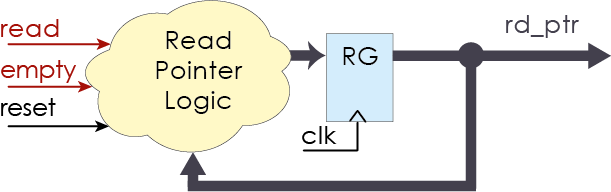 read
empty
reset
Read
Pointer
Logic
RG
clk
rd_ptr